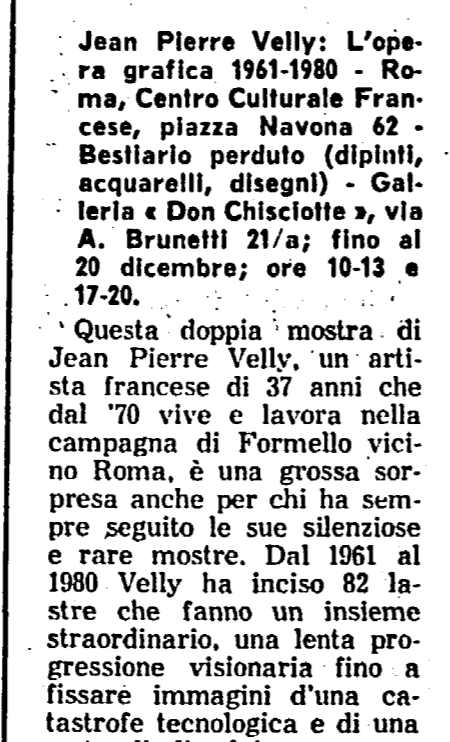 Jean Pierre Velly: L'ope-
ra grafica 1961-1980 - Ro-
ma, Centro Culturale Fran-
cese, piazza Navona 62 -
Bestiario perduto (dipinti,
acquarelli, disegni) - Gal-
leria « Don Chisciotte », via
A. Brunetti 21/a; fino al
20 dicembre; ore 10-13 e
17-20.
Questa doppia mostra di
Jean Pierre Velly, un arti-
sta francese di 37 anni che
dal '70 vive e lavora nella
campagna di Formello vici-
no Roma, è una grossa sor-
presa anche per chi ha sem-
pre seguito le sue silenziose
e rare mostre. Dal 1961 al
1980 Velly ha inciso 82 la-
stre che fanno un insieme
straordinario, una lenta pro-
gressione visionaria fino a
fissare immagini d'una ca-
tastrofe tecnologica e di una